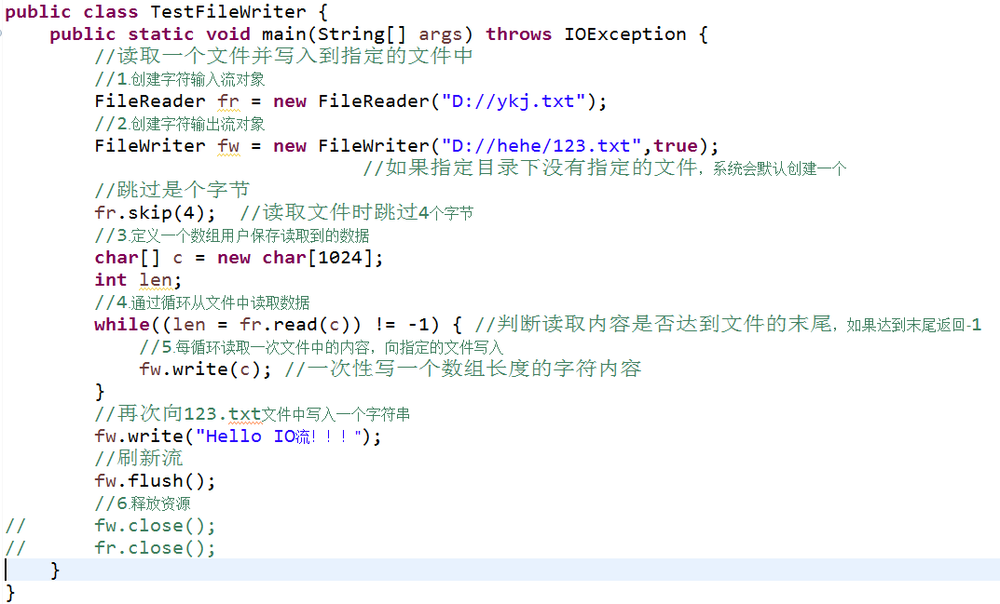 public class TestFileWriter {
public static void main(String[] args) throws IOException {
//读取一个文件并写入到指定的文件中
//1.创建字符输入流对象
FileReader fr = new FileReader("D://ykj.txt");
//2.创建字符输出流对象
FileWriter fw = new FileWriter("D://hehe/123.txt",true);
//如果指定目录下没有指定的文件, 系统会默认创建一个
//跳过是个字节
fr.skip(4);  //读取文件时跳过4个字节
//3.定义一个数组用户保存读取到的数据
char[] c = new char[1024];
int len;
//4.通过循环从文件中读取数据
while((len = fr.read(c)) != -1) { //判断读取内容是否达到文件的末尾, 如果达到末尾返回-1
//5.每循环读取一次文件中的内容，向指定的文件写入
fw.write(c); //一次性写一个数组长度的字符内容
}
//再次向123.txt文件中写入一个字符串
fw.write("Hello IO流！！！");
//刷新流
fw.flush();
//6.释放资源
//      fw.close();
//      fr.close();
}
}